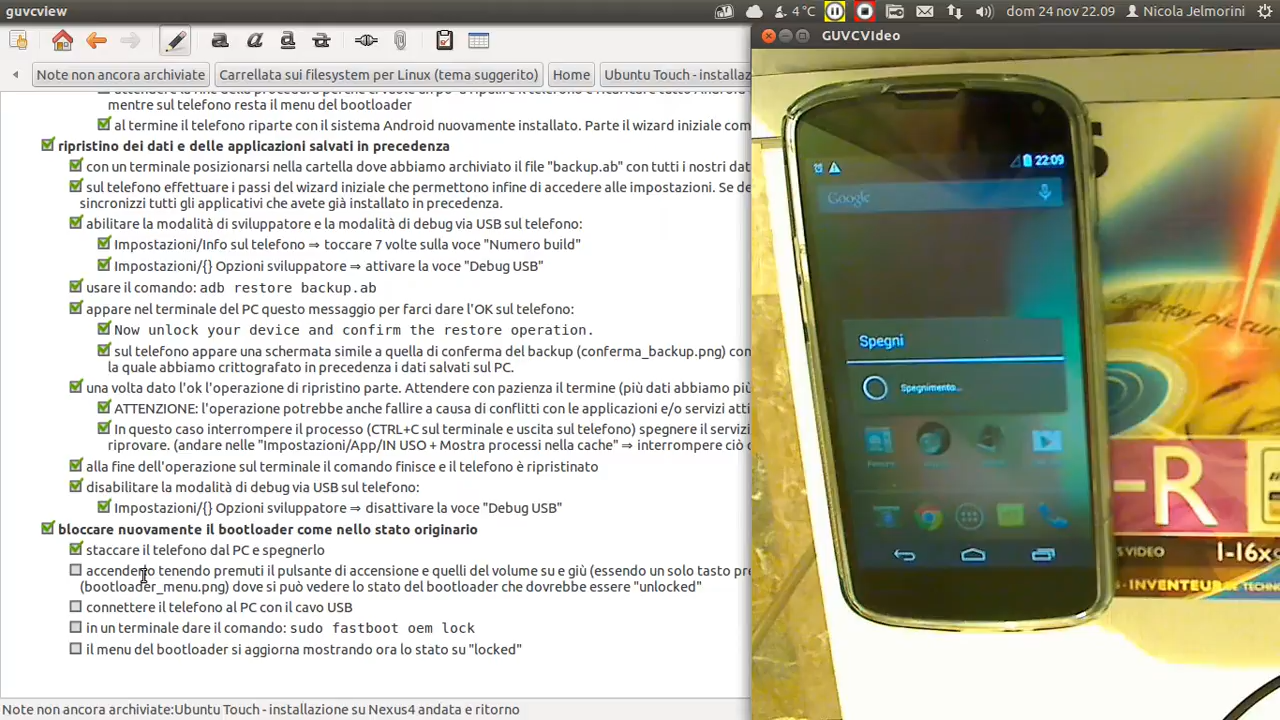 guvcview
4 °C
dom 24 nov 22.09
Nicola Jelmorini
GUVCVIdeo
Note non ancora archiviate
Carrellata sui filesystem per Linux (tema suggerito)
Home
Ubuntu Touch - installaz
mentre sul telefono resta il menu del bootloader
al termine il telefono riparte con il sistema Android nuovamente installato. Parte il wizard iniziale com
ripristino dei dati e delle applicazioni salvati in precedenza
con un terminale posizionarsi nella cartella dove abbiamo archiviato il file "backup.ab" con tutti i nostri dat
sul telefono effettuare i passi del wizard iniziale che permettono infine di accedere alle impostazioni. Se de
sincronizzi tutti gli applicativi che avete già installato in precedenza.
abilitare la modalità di sviluppatore e la modalità di debug via USB sul telefono:
Impostazioni/Info sul telefono ⇒ toccare 7 volte sulla voce "Numero build"
Impostazioni/{} Opzioni sviluppatore ⇒ attivare la voce "Debug USB"
usare il comando: adb restore backup.ab
appare nel terminale del PC questo messaggio per farci dare l'OK sul telefono:
Now unlock your device and confirm the restore operation.
sul telefono appare una schermata simile a quella di conferma del backup (conferma_backup.png) con
la quale abbiamo crittografato in precedenza i dati salvati sul PC.
una volta dato l'ok l'operazione di ripristino parte. Attendere con pazienza il termine (più dati abbiamo più
ATTENZIONE: l'operazione potrebbe anche fallire a causa di conflitti con le applicazioni e/o servizi atti
In questo caso interrompere il processo (CTRL+C sul terminale e uscita sul telefono) spegnere il servizi
riprovare. (andare nelle "Impostazioni/App/IN USO + Mostra processi nella cache" ⇒ interrompere ciò c
alla fine dell'operazione sul terminale il comando finisce e il telefono è ripristinato
disabilitare la modalità di debug via USB sul telefono:
Impostazioni/{} Opzioni sviluppatore ⇒ disattivare la voce "Debug USB"
bloccare nuovamente il bootloader come nello stato originario
staccare il telefono dal PC e spegnerlo
accenderlo tenendo premuti il pulsante di accensione e quelli del volume su e giù (essendo un solo tasto pre
(bootloader_menu.png) dove si può vedere lo stato del bootloader che dovrebbe essere "unlocked"
connettere il telefono al PC con il cavo USB
in un terminale dare il comando: sudo fastboot oem lock
il menu del bootloader si aggiorna mostrando ora lo stato su "locked"
Note non ancora archiviate:Ubuntu Touch - installazione su Nexus4 andata e ritorno
22:09
Google
Spegni
Spegnimento...
birthday pictur
-R
S VIDEO
1-16x
- INVENTEUR DE TECHNO